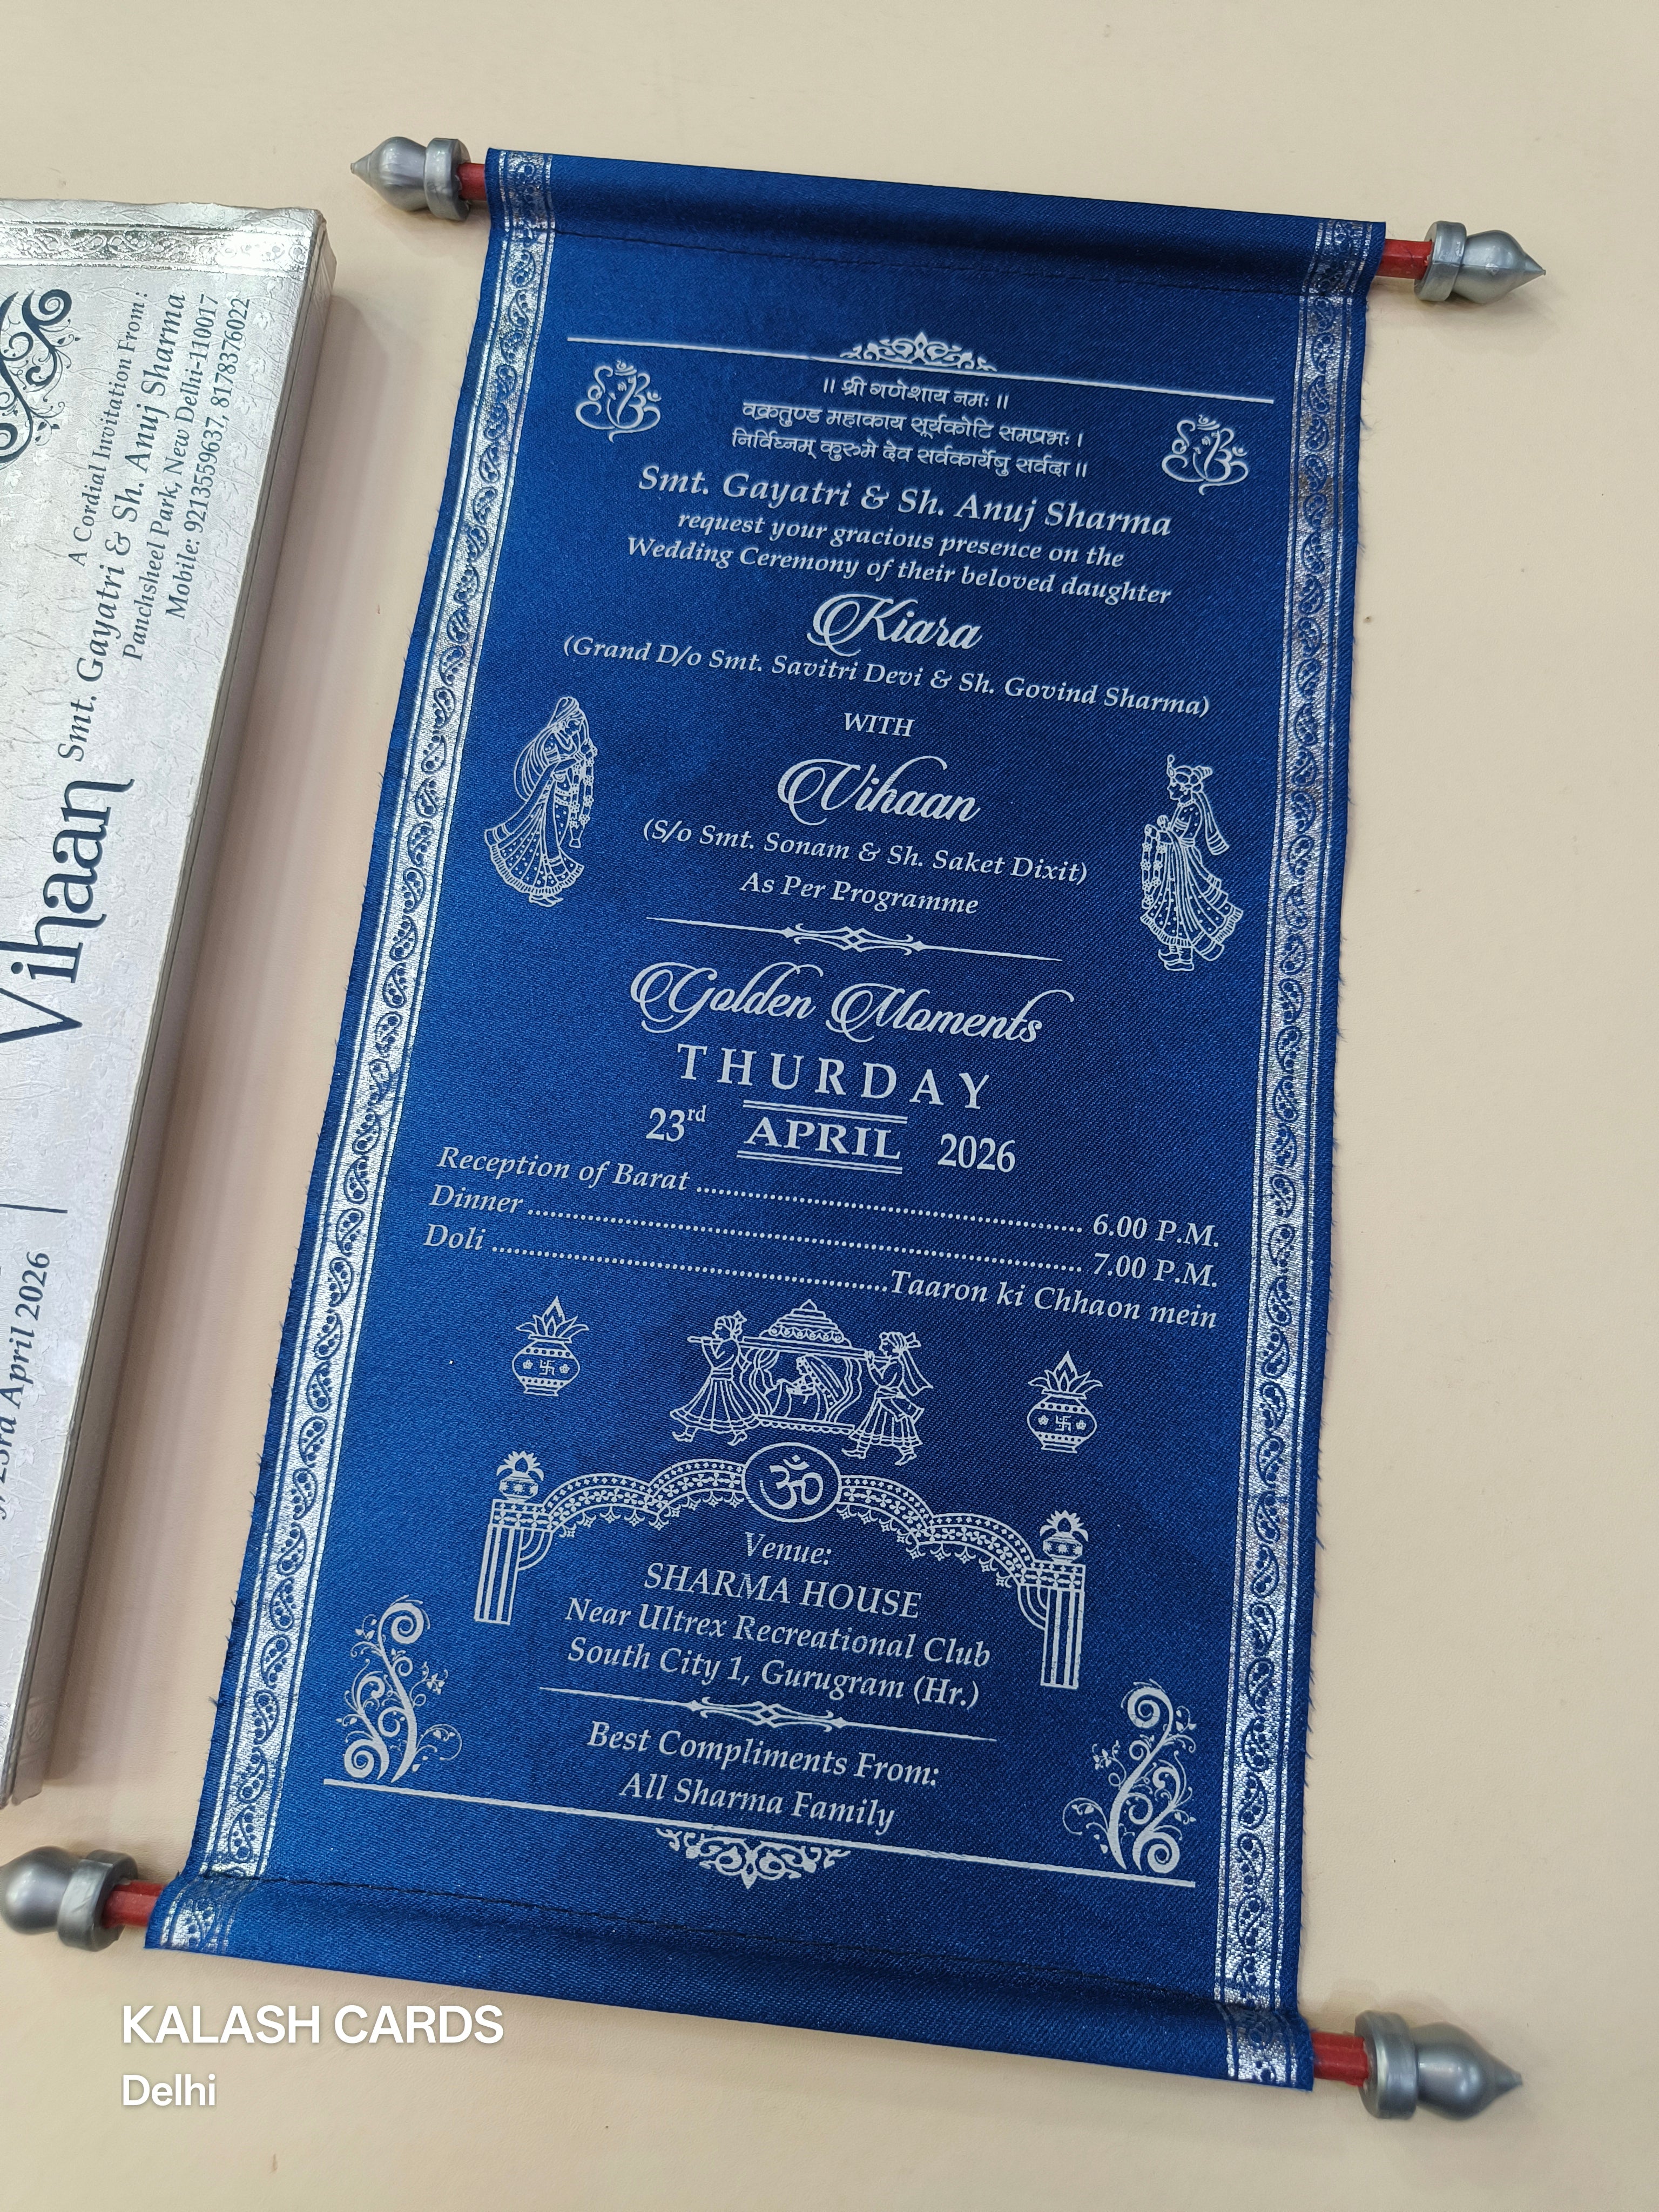 A Cordial Invitation From:
Smt. Gayatri & Sh. Anuj Sharma
Panchsheel Park, New Delhi-110017
Mobile: 9213559637, 8178376022
Vihaan
April 2026
।। श्री गणेशाय नमः ।।
वक्रतुण्ड महाकाय सूर्यकोटि समप्रभः ।
निर्विघ्नम् कुरुमे देव सर्वकार्येषु सर्वदा ।।
Smt. Gayatri & Sh. Anuj Sharma
request your gracious presence on the
Wedding Ceremony of their beloved daughter
Kiara
(Grand D/o Smt. Savitri Devi & Sh. Govind Sharma)
WITH
Vihaan
(S/o Smt. Sonam & Sh. Saket Dixit)
As Per Programme
Golden Moments
THURDAY
23rd APRIL 2026
Reception of Barat ........................................ 6.00 P.M.
Dinner ........................................ 7.00 P.M.
Doli ........................................Taaron ki Chhaon mein
ॐ
Venue:
SHARMA HOUSE
Near Ultrex Recreational Club
South City 1, Gurugram (Hr.)
Best Compliments From:
All Sharma Family
KALASH CARDS
Delhi